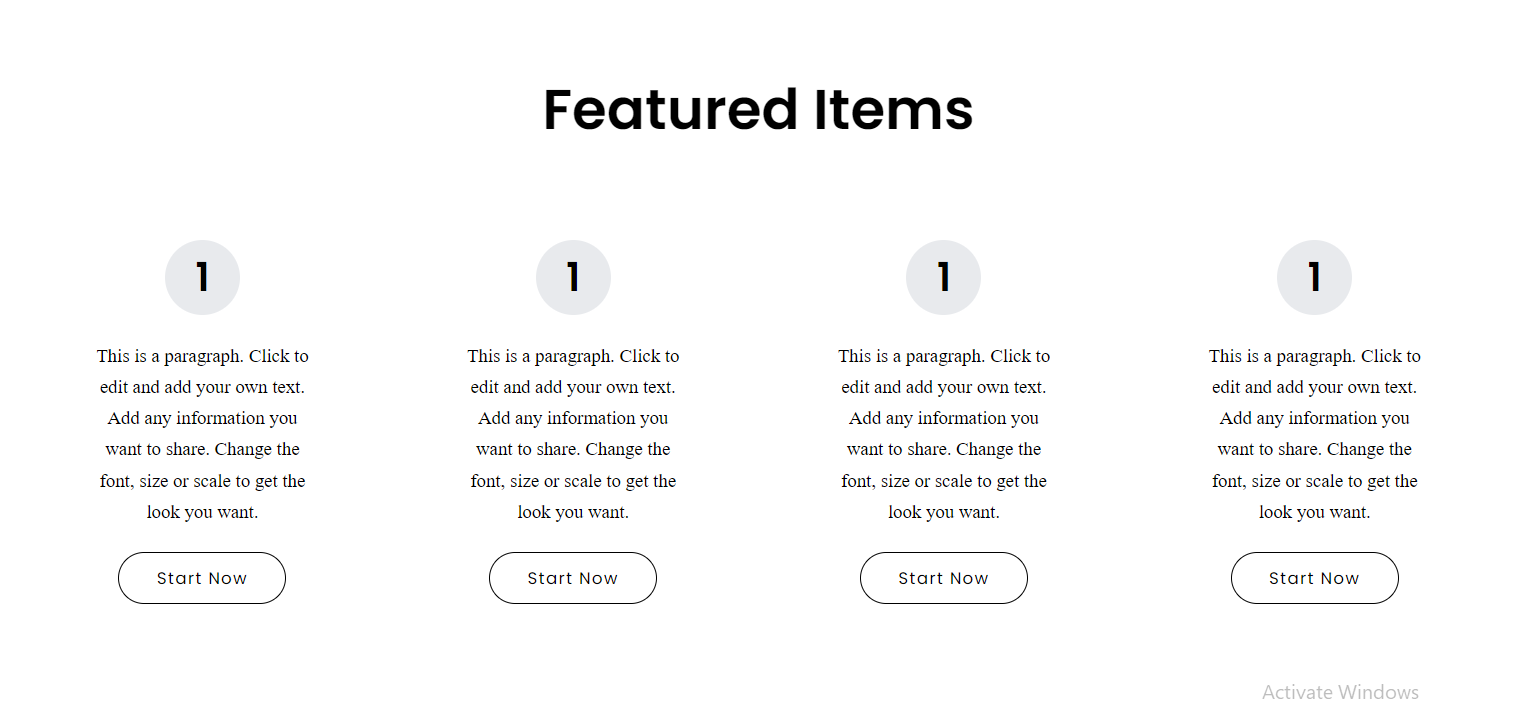 Featured Items
1
This is a paragraph. Click to
edit and add your own text.
Add any information you
want to share. Change the
font, size or scale to get the
look you want.
Start Now
1
This is a paragraph. Click to
edit and add your own text.
Add any information you
want to share. Change the
font, size or scale to get the
look you want.
Start Now
1
This is a paragraph. Click to
edit and add your own text.
Add any information you
want to share. Change the
font, size or scale to get the
look you want.
Start Now
1
This is a paragraph. Click to
edit and add your own text.
Add any information you
want to share. Change the
font, size or scale to get the
look you want.
Start Now
Activate Windows